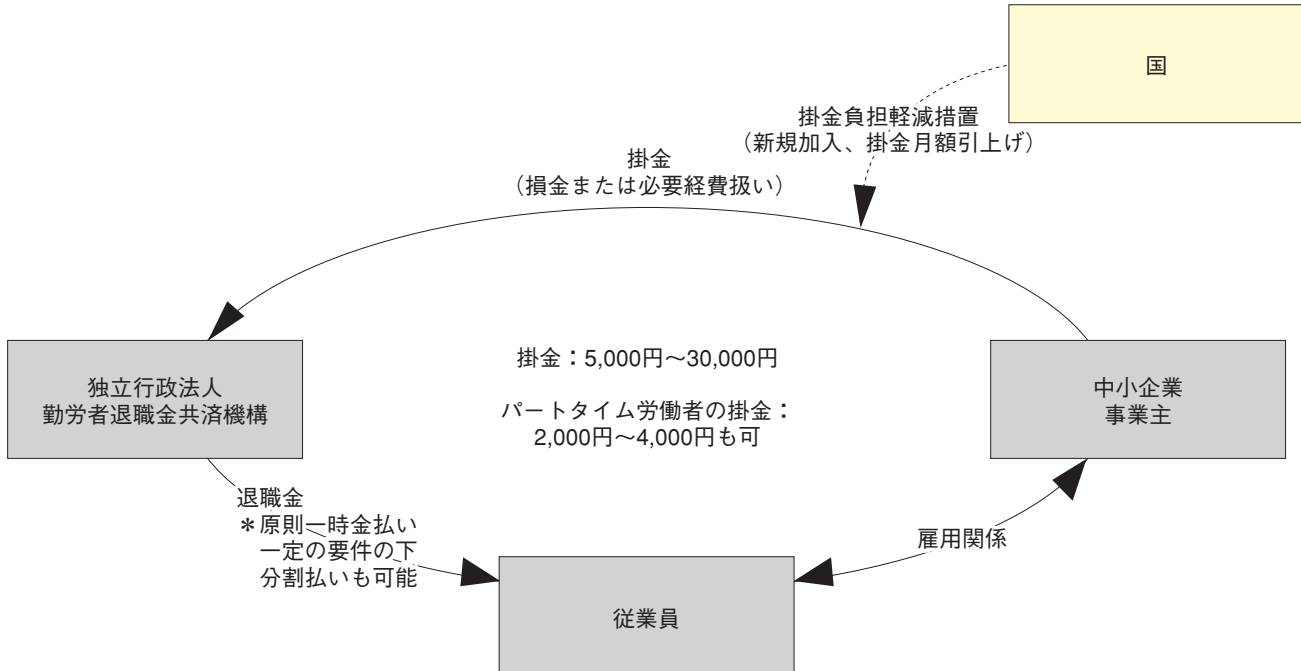 国
掛金負担軽減措置
（新規加入、掛金月額引上げ）
掛金
（損金または必要経費扱い）
独立行政法人
勤労者退職金共済機構
掛金：5,000円～30,000円
パートタイム労働者の掛金：
2,000円～4,000円も可
中小企業
事業主
退職金
＊原則一時金払い
一定の要件の下
分割払いも可能
雇用関係
従業員